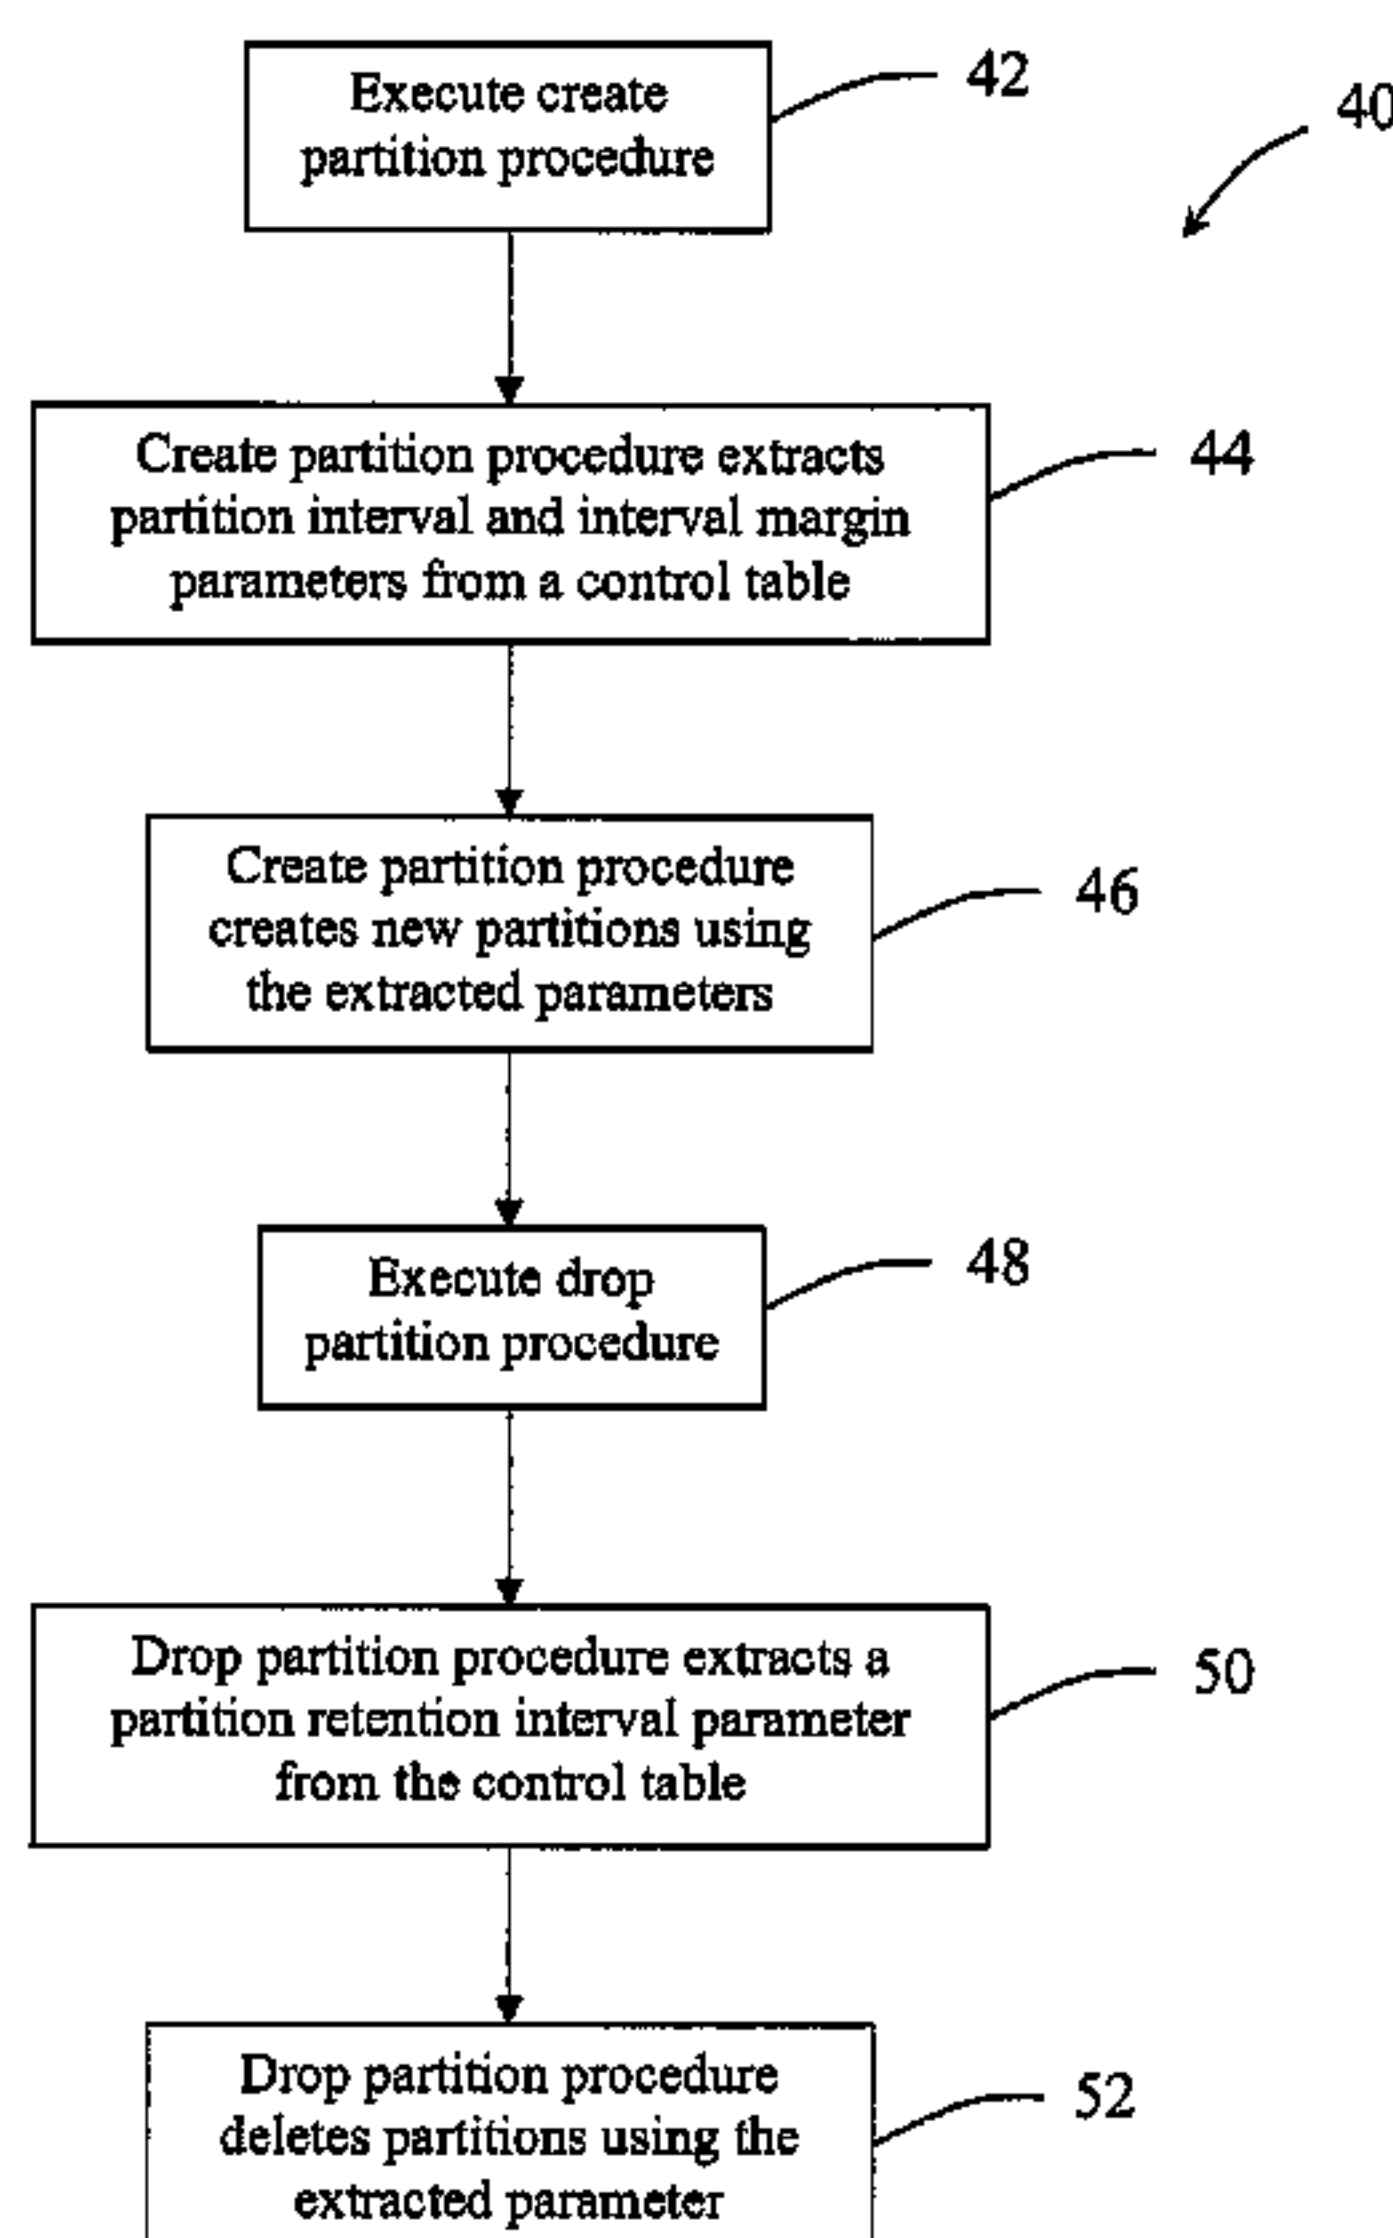 Execute create
partition procedure
42
40
Create partition procedure extracts
partition interval and interval margin
parameters from a control table
44
Create partition procedure
creates new partitions using
the extracted parameters
46
Execute drop
partition procedure
48
Drop partition procedure extracts a
partition retention interval parameter
from the control table
50
Drop partition procedure
deletes partitions using the
extracted parameter
52